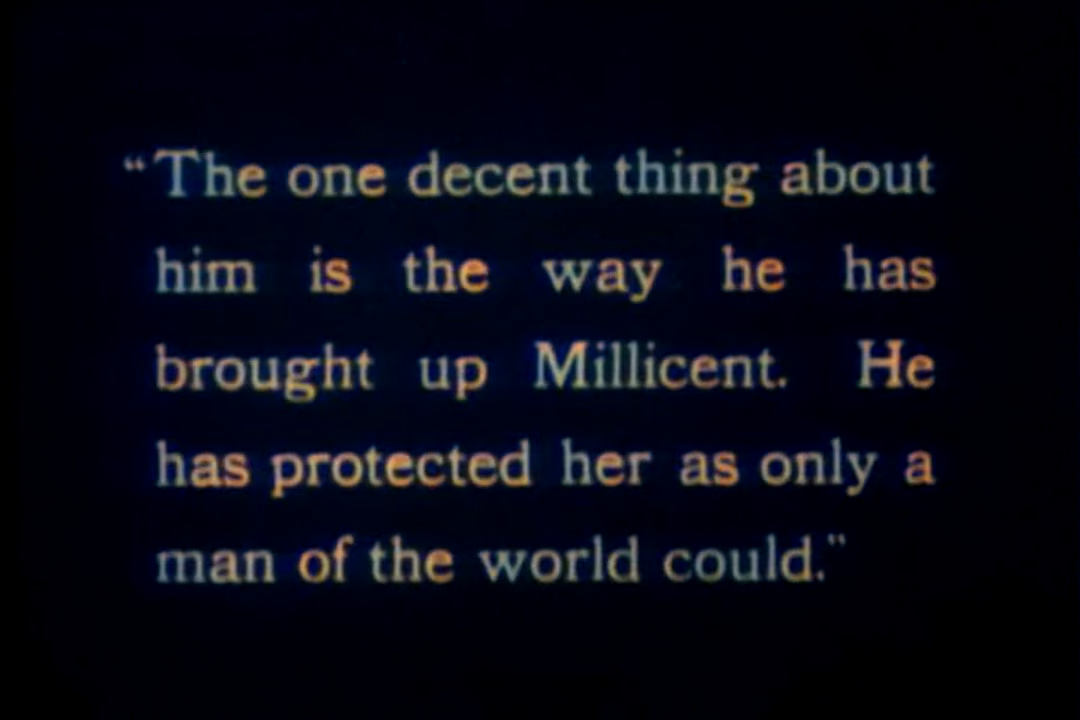 “The one decent thing about
him is the way he has
brought up Millicent. He
has protected her as only a
man of the world could.”